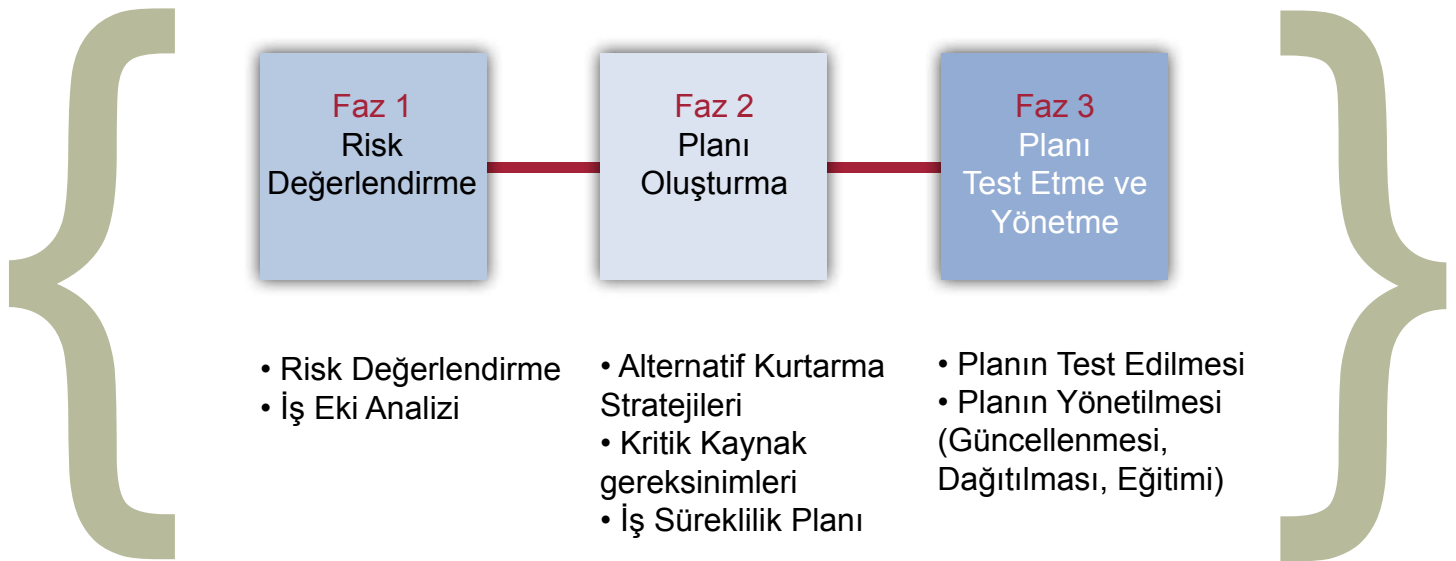 Faz 1
Risk
Değerlendirme
Faz 2
Planı
Oluşturma
Faz 3
Planı
Test Etme ve
Yönetme
• Risk Değerlendirme
• İş Eki Analizi
• Alternatif Kurtarma
Stratejileri
• Kritik Kaynak
gereksinimleri
• İş Süreklilik Planı
• Planın Test Edilmesi
• Planın Yönetilmesi
(Güncellenmesi,
Dağıtılması, Eğitimi)